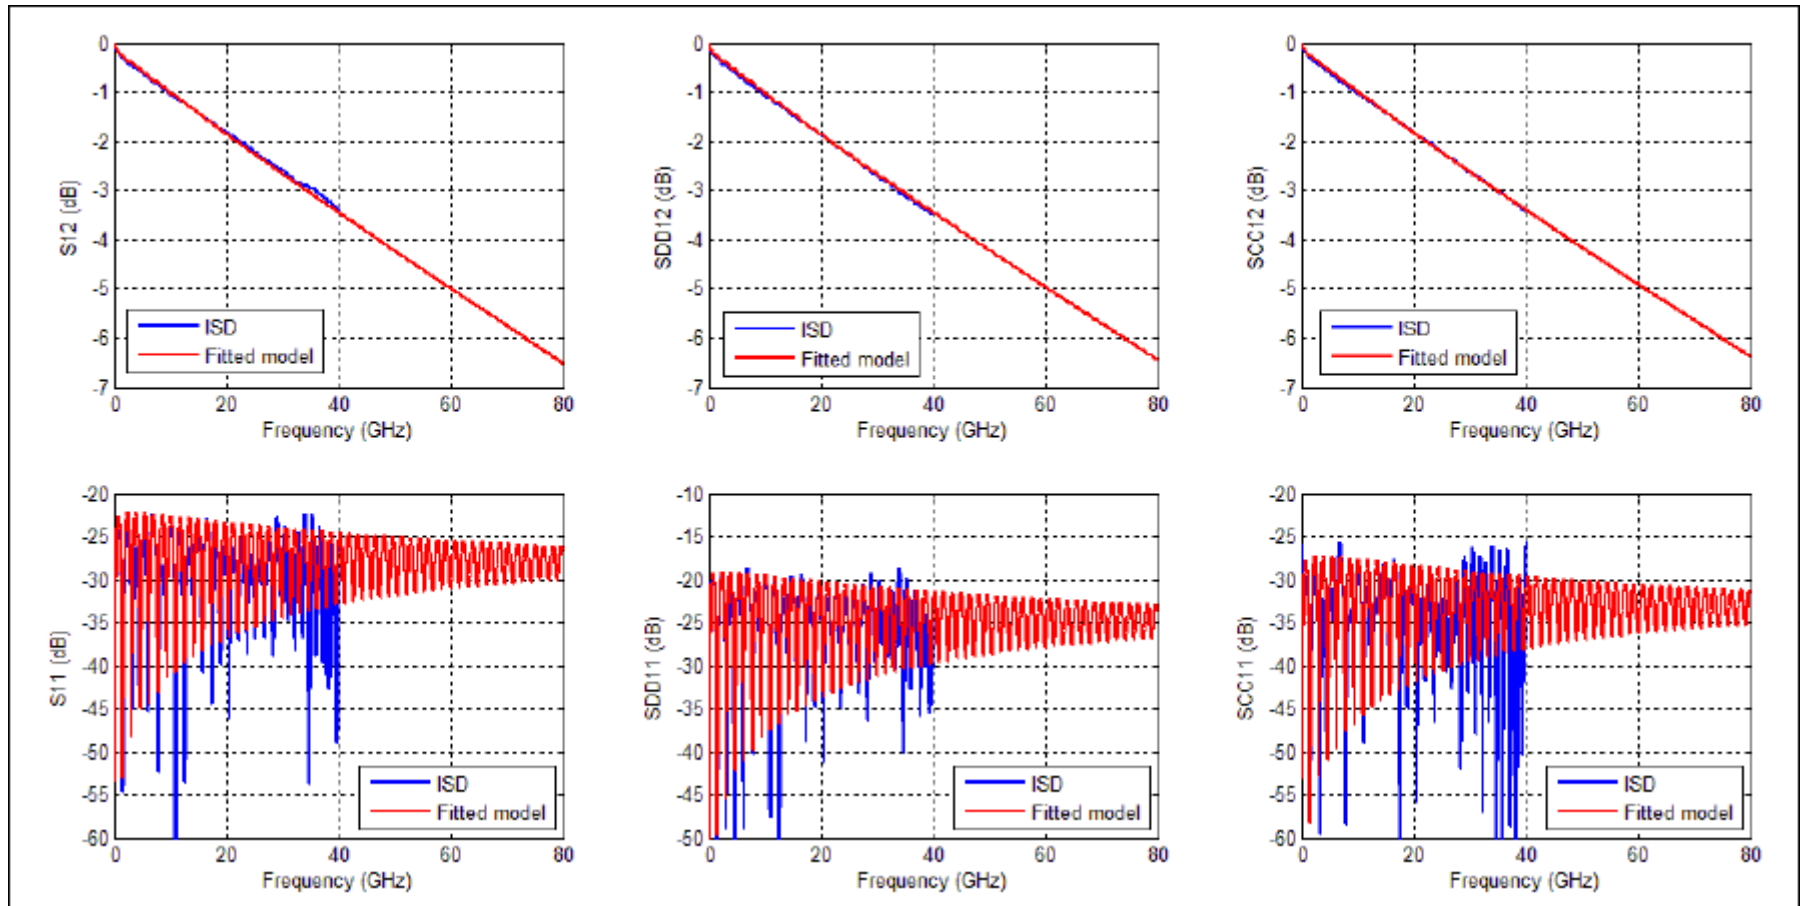 0
-1
-2
-3
-4
-5
-6
-7
S12 (dB)
ISD
Fitted model
0 20 40 60 80
Frequency (GHz)
0
-1
-2
-3
-4
-5
-6
-7
SDD12 (dB)
ISD
Fitted model
0 20 40 60 80
Frequency (GHz)
0
-1
-2
-3
-4
-5
-6
-7
SCC12 (dB)
ISD
Fitted model
0 20 40 60 80
Frequency (GHz)
-20
-25
-30
-35
-40
-45
-50
-55
-60
S11 (dB)
ISD
Fitted model
0 20 40 60 80
Frequency (GHz)
-10
-15
-20
-25
-30
-35
-40
-45
-50
SDD11 (dB)
ISD
Fitted model
0 20 40 60 80
Frequency (GHz)
-20
-25
-30
-35
-40
-45
-50
-55
-60
SCC11 (dB)
ISD
Fitted model
0 20 40 60 80
Frequency (GHz)